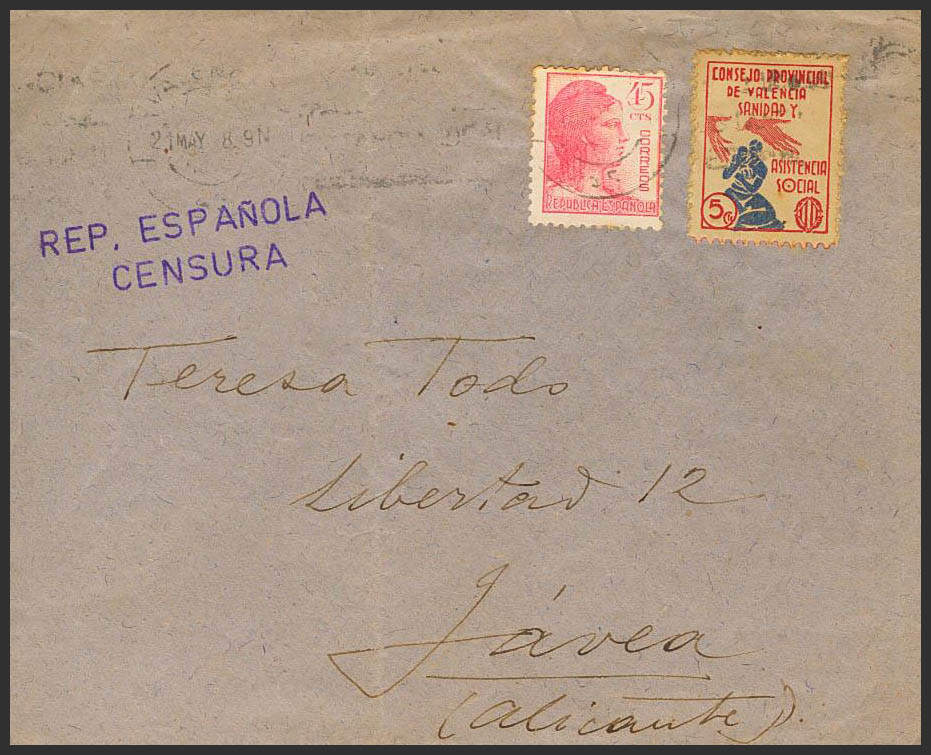 21 MAY 8.9N
45
CTS
CORREOS
REPUBLICA ESPAÑOLA
CONSEJO PROVINCIAL
DE VALENCIA
SANIDAD Y
ASISTENCIA
SOCIAL
5 Cs
REP. ESPAÑOLA
CENSURA
Teresa Todo
Libertad 12
Jávea
(Alicante).